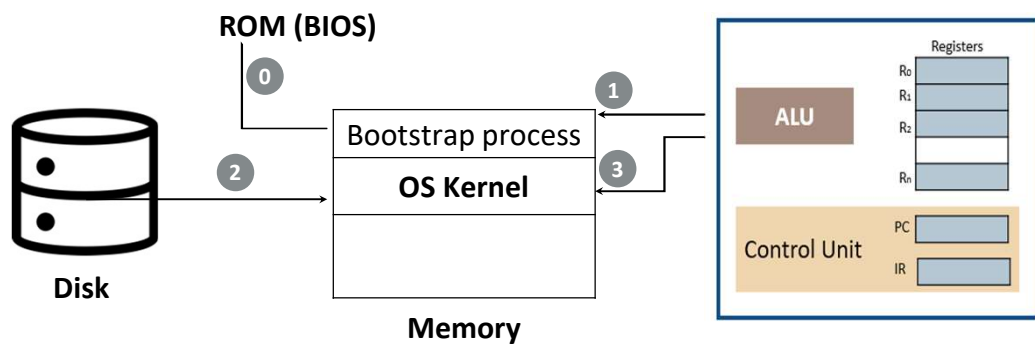 ROM (BIOS)
0
Bootstrap process
1
2
OS Kernel
3
Disk
Memory
Registers
R0
R1
R2
Rn
ALU
Control Unit
PC
IR